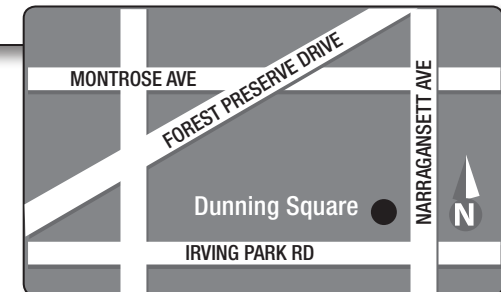 MONTROSE AVE
FOREST PRESERVE DRIVE
NARRAGANSETT AVE
Dunning Square
N
IRVING PARK RD